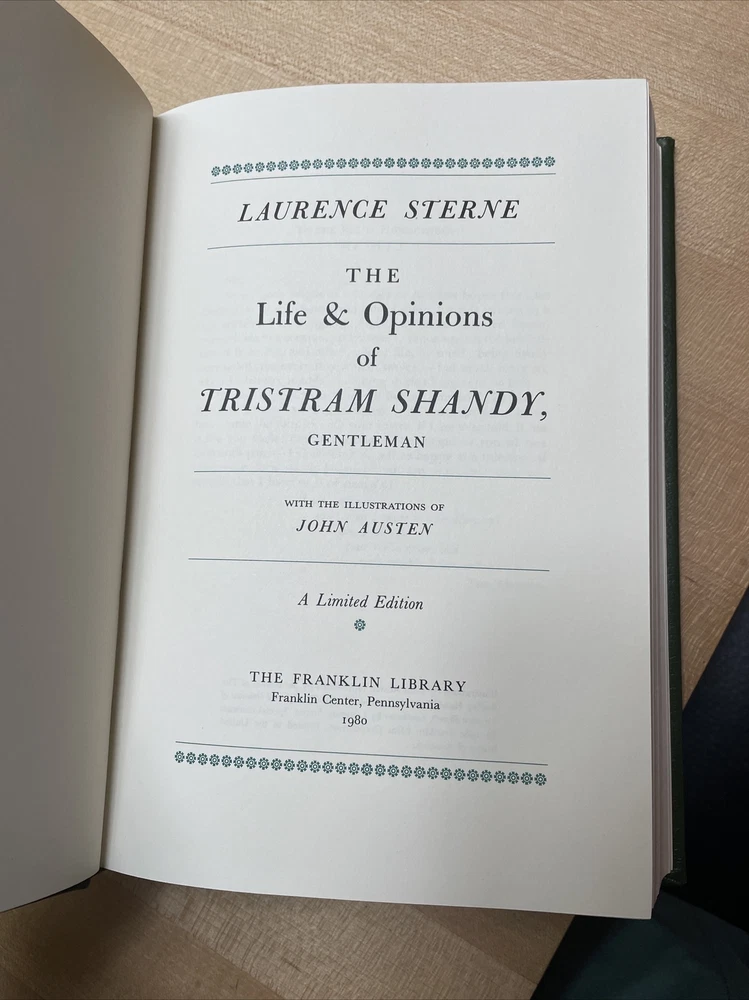 LAURENCE STERNE
THE
Life & Opinions
of
TRISTRAM SHANDY,
GENTLEMAN
WITH THE ILLUSTRATIONS OF
JOHN AUSTEN
A Limited Edition
THE FRANKLIN LIBRARY
Franklin Center, Pennsylvania
1980